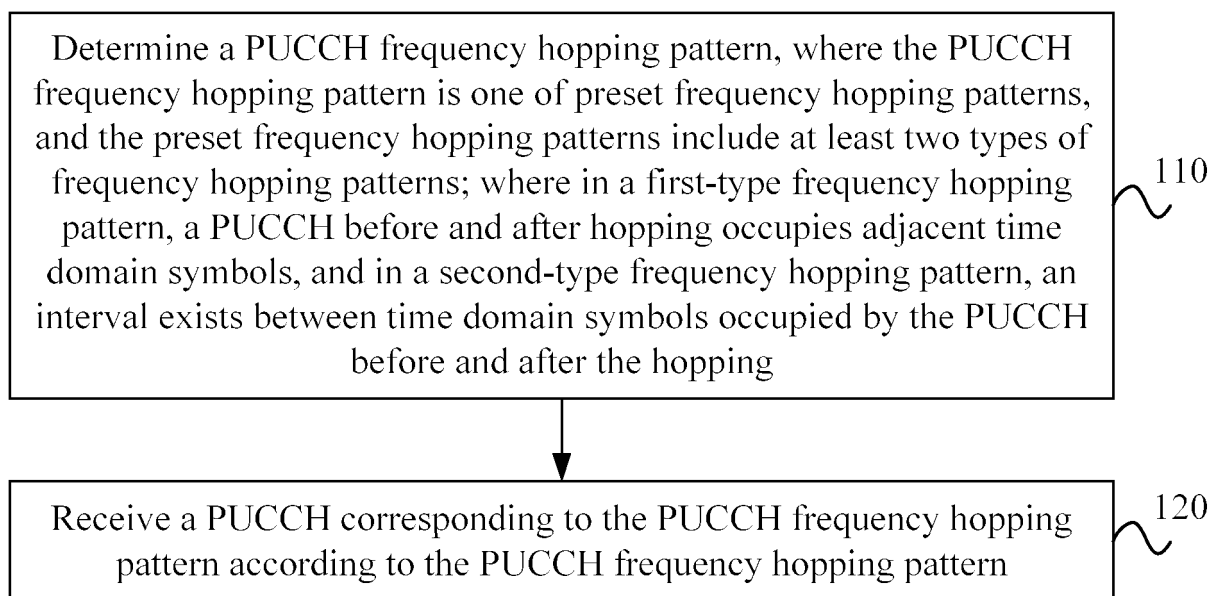 Determine a PUCCH frequency hopping pattern, where the PUCCH
frequency hopping pattern is one of preset frequency hopping patterns,
and the preset frequency hopping patterns include at least two types of
frequency hopping patterns; where in a first-type frequency hopping
pattern, a PUCCH before and after hopping occupies adjacent time
domain symbols, and in a second-type frequency hopping pattern, an
interval exists between time domain symbols occupied by the PUCCH
before and after the hopping
110
Receive a PUCCH corresponding to the PUCCH frequency hopping
pattern according to the PUCCH frequency hopping pattern
120